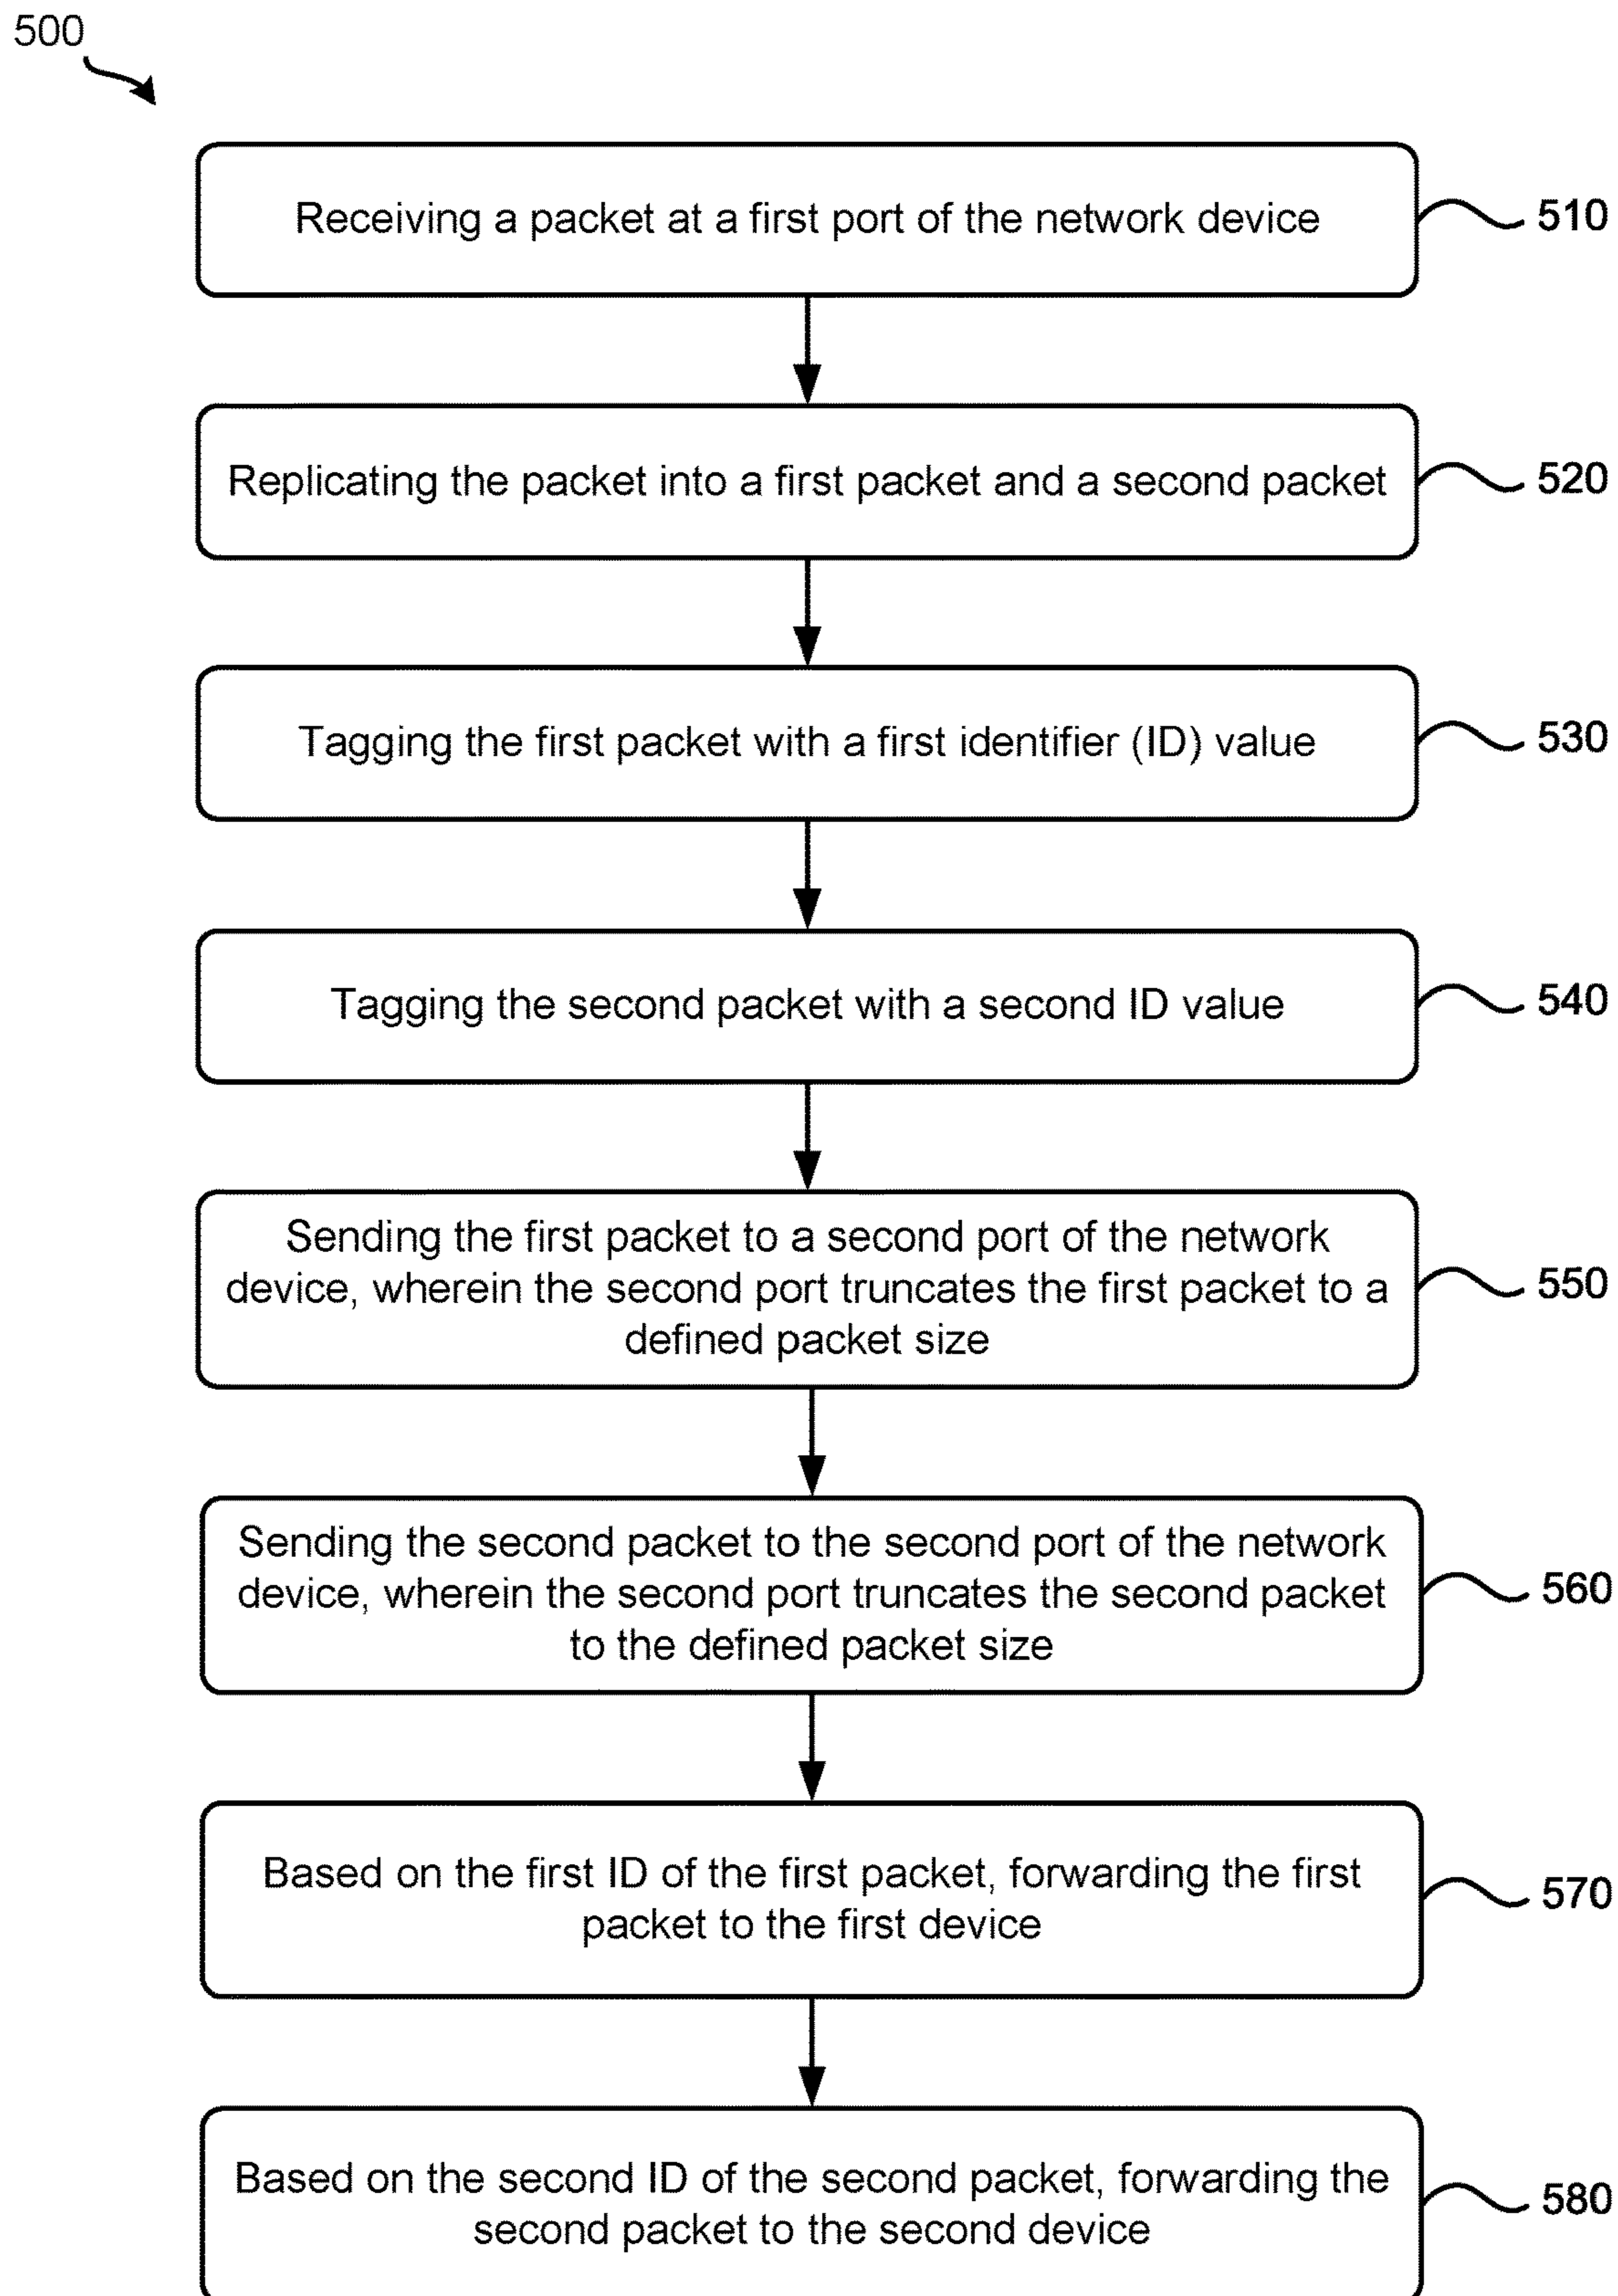 500
Receiving a packet at a first port of the network device
510
Replicating the packet into a first packet and a second packet
520
Tagging the first packet with a first identifier (ID) value
530
Tagging the second packet with a second ID value
540
Sending the first packet to a second port of the network
device, wherein the second port truncates the first packet to a
defined packet size
550
Sending the second packet to the second port of the network
device, wherein the second port truncates the second packet
to the defined packet size
560
Based on the first ID of the first packet, forwarding the first
packet to the first device
570
Based on the second ID of the second packet, forwarding the
second packet to the second device
580